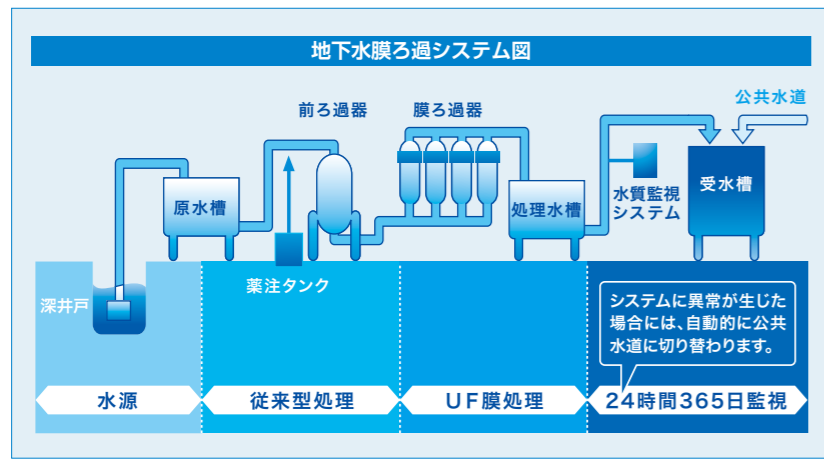 地下水膜ろ過システム図
公共水道
前ろ過器
膜ろ過器
原水槽
処理水槽
水質監視
システム
受水槽
薬注タンク
深井戸
システムに異常が生じた
場合には、自動的に公共
水道に切り替わります。
水源
従来型処理
UF膜処理
24時間365日監視